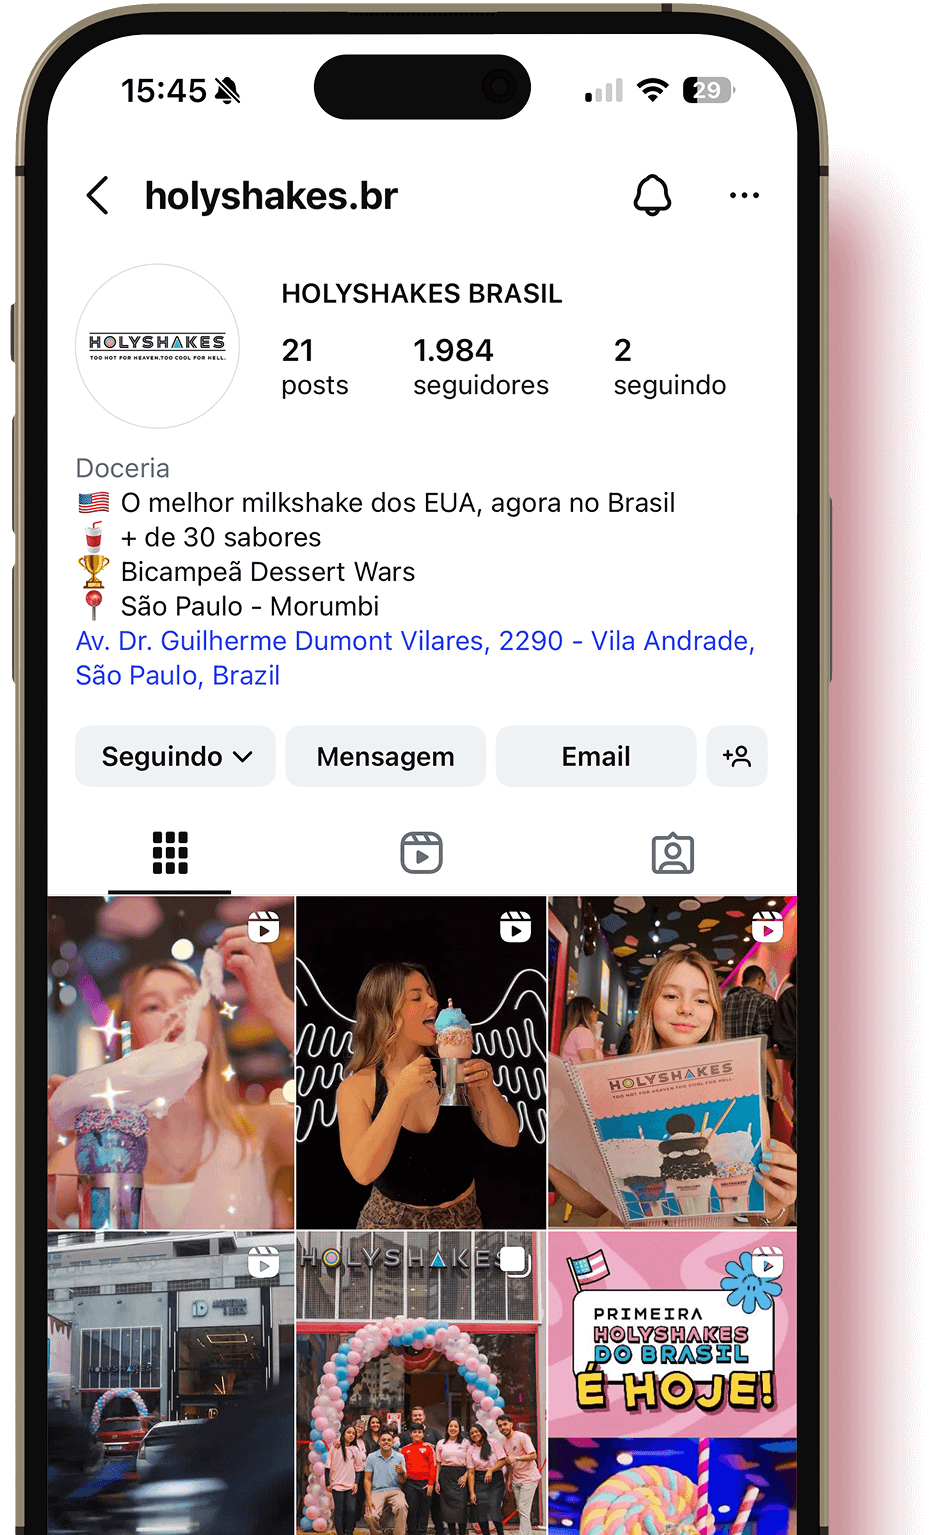 15:45
29
holyshakes.br
HOLYSHAKES
TOO HOT FOR HEAVEN.TOO COOL FOR HELL.
HOLYSHAKES BRASIL
21
1.984
2
posts
seguidores
seguindo
Doceria
🇺🇸 O melhor milkshake dos EUA, agora no Brasil
🥤 + de 30 sabores
🏆 Bicampeã Dessert Wars
📍 São Paulo - Morumbi
Av. Dr. Guilherme Dumont Vilares, 2290 - Vila Andrade,
São Paulo, Brazil
Seguindo
Mensagem
Email
HOLYSHAKES
TOO HOT FOR HEAVEN.TOO COOL FOR HELL.
iD
HOLYSHAKES
HOLYSHAKES
PRIMEIRA
HOLYSHAKES
DO BRASIL
É HOJE!